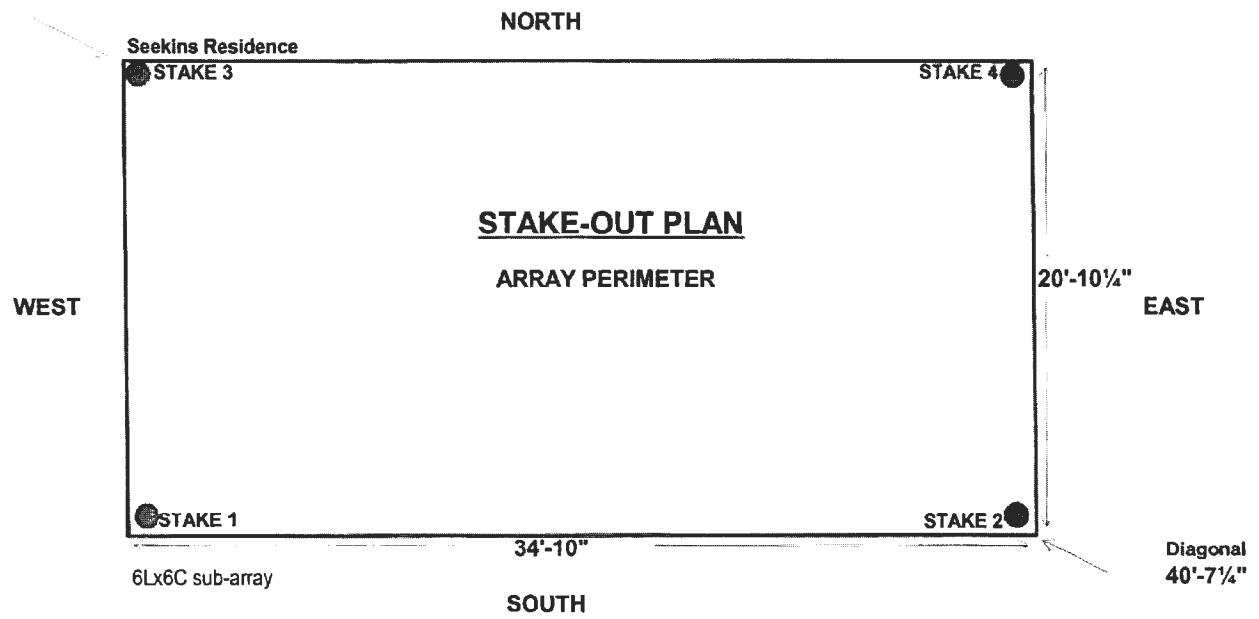 NORTH
Seekins Residence
STAKE 3
STAKE 4
STAKE-OUT PLAN
ARRAY PERIMETER
20'-10¼"
WEST
EAST
STAKE 1
STAKE 2
34'-10"
Diagonal
40'-7¼"
6Lx6C sub-array
SOUTH